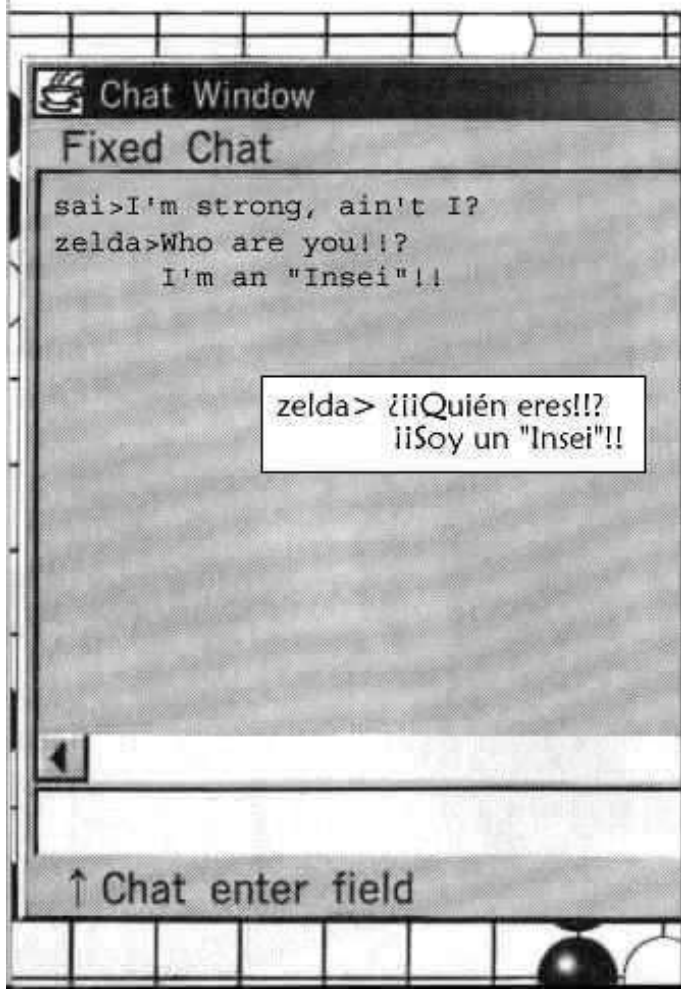 Chat Window
Fixed Chat
sai>I'm strong, ain't I?
zelda>Who are you!!?
I'm an "Insei"!!
zelda> ¿¡¡Quién eres!!?
¡¡Soy un "Insei"!!
↑ Chat enter field